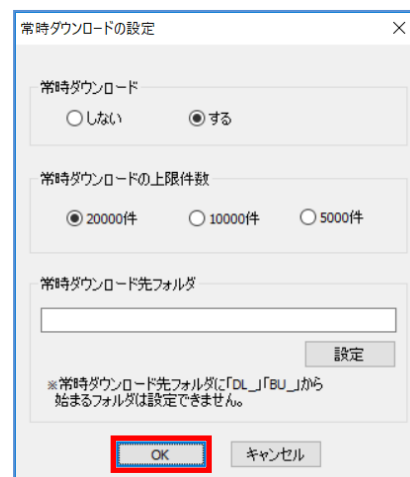 常時ダウンロードの設定
常時ダウンロード
しない
する
常時ダウンロードの上限件数
20000件
10000件
5000件
常時ダウンロード先フォルダ
設定
※常時ダウンロード先フォルダに「DL_」「BU_」から
始まるフォルダは設定できません。
OK
キャンセル